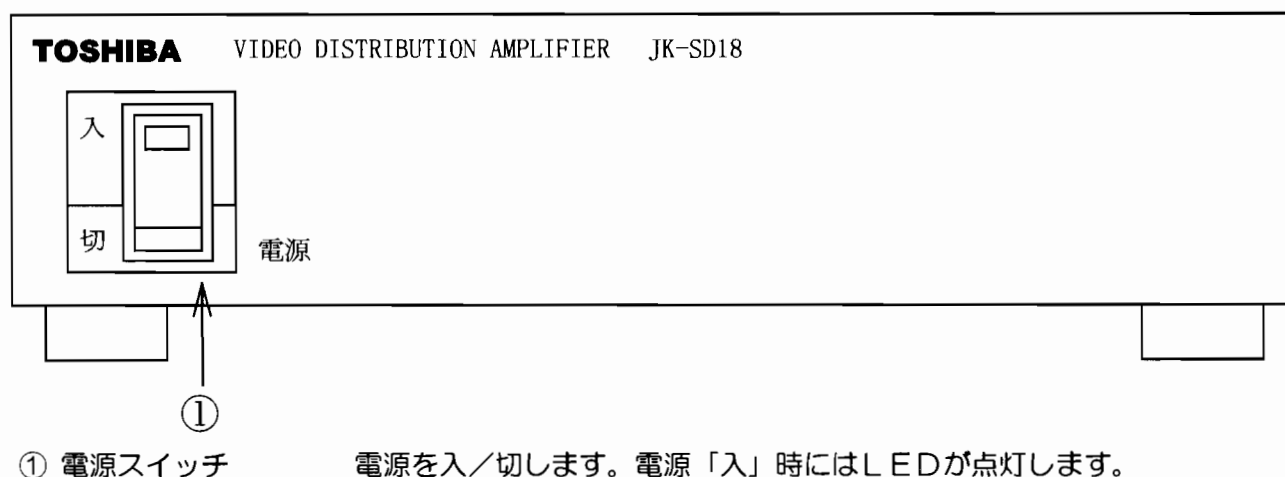 TOSHIBA VIDEO DISTRIBUTION AMPLIFIER JK-SD18
入
切
電源
①
① 電源スイッチ 電源を入／切します。電源「入」時にはＬＥＤが点灯します。